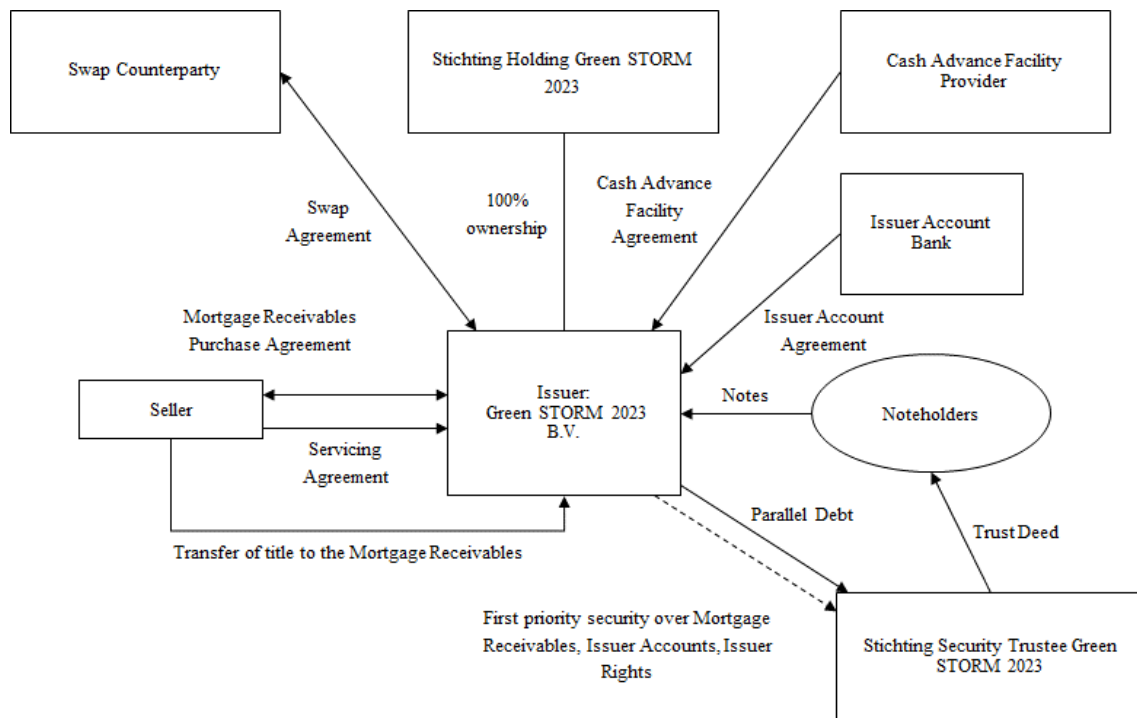 Swap Counterparty
Stichting Holding Green STORM
2023
Cash Advance Facility
Provider
Swap
Agreement
100%
ownership
Cash Advance
Facility
Agreement
Issuer Account
Bank
Mortgage Receivables
Purchase Agreement
Issuer Account
Agreement
Seller
Issuer:
Green STORM 2023
B.V.
Notes
Noteholders
Servicing
Agreement
Transfer of title to the Mortgage Receivables
Parallel Debt
Trust Deed
First priority security over Mortgage
Receivables, Issuer Accounts, Issuer
Rights
Stichting Security Trustee Green
STORM 2023